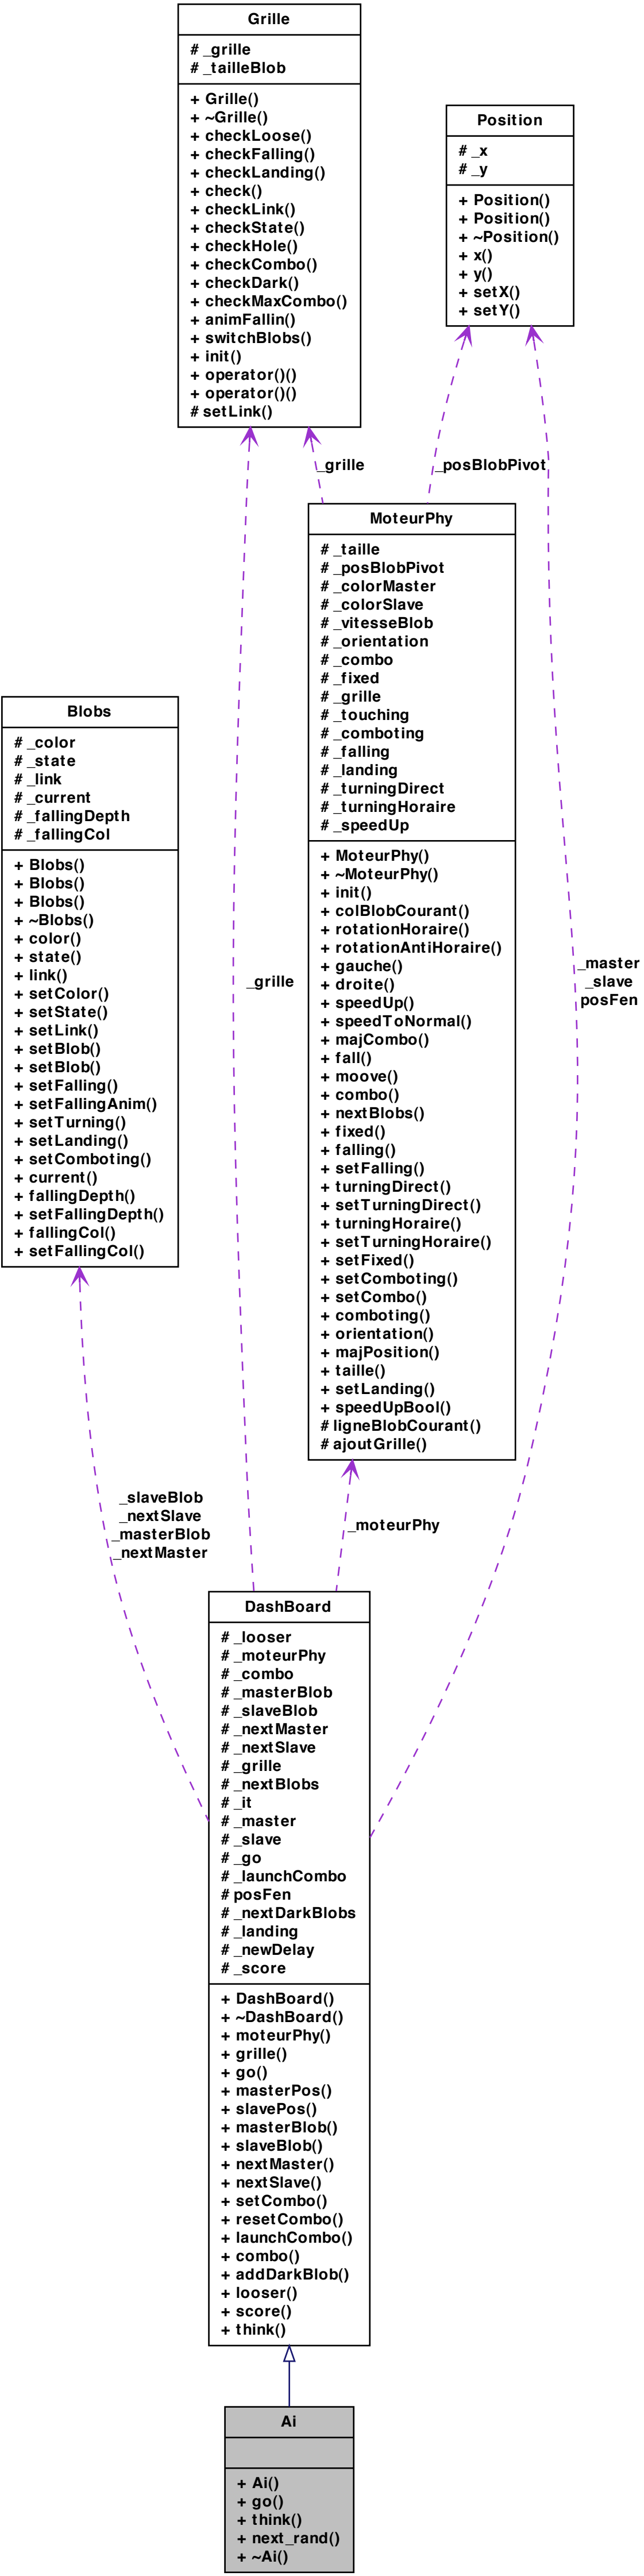 Grille
# _grille
# _tailleBlob
+ Grille()
+ ~Grille()
+ checkLoose()
+ checkFalling()
+ checkLanding()
+ check()
+ checkLink()
+ checkState()
+ checkHole()
+ checkCombo()
+ checkDark()
+ checkMaxCombo()
+ animFallin()
+ switchBlobs()
+ init()
+ operator()()
+ operator()()
# setLink()
Position
# _x
# _y
+ Position()
+ Position()
+ ~Position()
+ x()
+ y()
+ setX()
+ setY()
_grille
_posBlobPivot
MoteurPhy
# _taille
# _posBlobPivot
# _colorMaster
# _colorSlave
# _vitesseBlob
# _orientation
# _combo
# _fixed
# _grille
# _touching
# _comboting
# _falling
# _landing
# _turningDirect
# _turningHoraire
# _speedUp
+ MoteurPhy()
+ ~MoteurPhy()
+ init()
+ colBlobCourant()
+ rotationHoraire()
+ rotationAntiHoraire()
+ gauche()
+ droite()
+ speedUp()
+ speedToNormal()
+ majCombo()
+ fall()
+ moove()
+ combo()
+ nextBlobs()
+ fixed()
+ falling()
+ setFalling()
+ turningDirect()
+ setTurningDirect()
+ turningHoraire()
+ setTurningHoraire()
+ setFixed()
+ setComboting()
+ setCombo()
+ comboting()
+ orientation()
+ majPosition()
+ taille()
+ setLanding()
+ speedUpBool()
# ligneBlobCourant()
# ajoutGrille()
Blobs
# _color
# _state
# _link
# _current
# _fallingDepth
# _fallingCol
+ Blobs()
+ Blobs()
+ Blobs()
+ ~Blobs()
+ color()
+ state()
+ link()
+ setColor()
+ setState()
+ setLink()
+ setBlob()
+ setBlob()
+ setFalling()
+ setFallingAnim()
+ setTurning()
+ setLanding()
+ setComboting()
+ current()
+ fallingDepth()
+ setFallingDepth()
+ fallingCol()
+ setFallingCol()
_grille
_master
_slave
posFen
_slaveBlob
_nextSlave
_masterBlob
_nextMaster
_moteurPhy
DashBoard
# _looser
# _moteurPhy
# _combo
# _masterBlob
# _slaveBlob
# _nextMaster
# _nextSlave
# _grille
# _nextBlobs
# _it
# _master
# _slave
# _go
# _launchCombo
# posFen
# _nextDarkBlobs
# _landing
# _newDelay
# _score
+ DashBoard()
+ ~DashBoard()
+ moteurPhy()
+ grille()
+ go()
+ masterPos()
+ slavePos()
+ masterBlob()
+ slaveBlob()
+ nextMaster()
+ nextSlave()
+ setCombo()
+ resetCombo()
+ launchCombo()
+ combo()
+ addDarkBlob()
+ looser()
+ score()
+ think()
Ai
+ Ai()
+ go()
+ think()
+ next_rand()
+ ~Ai()